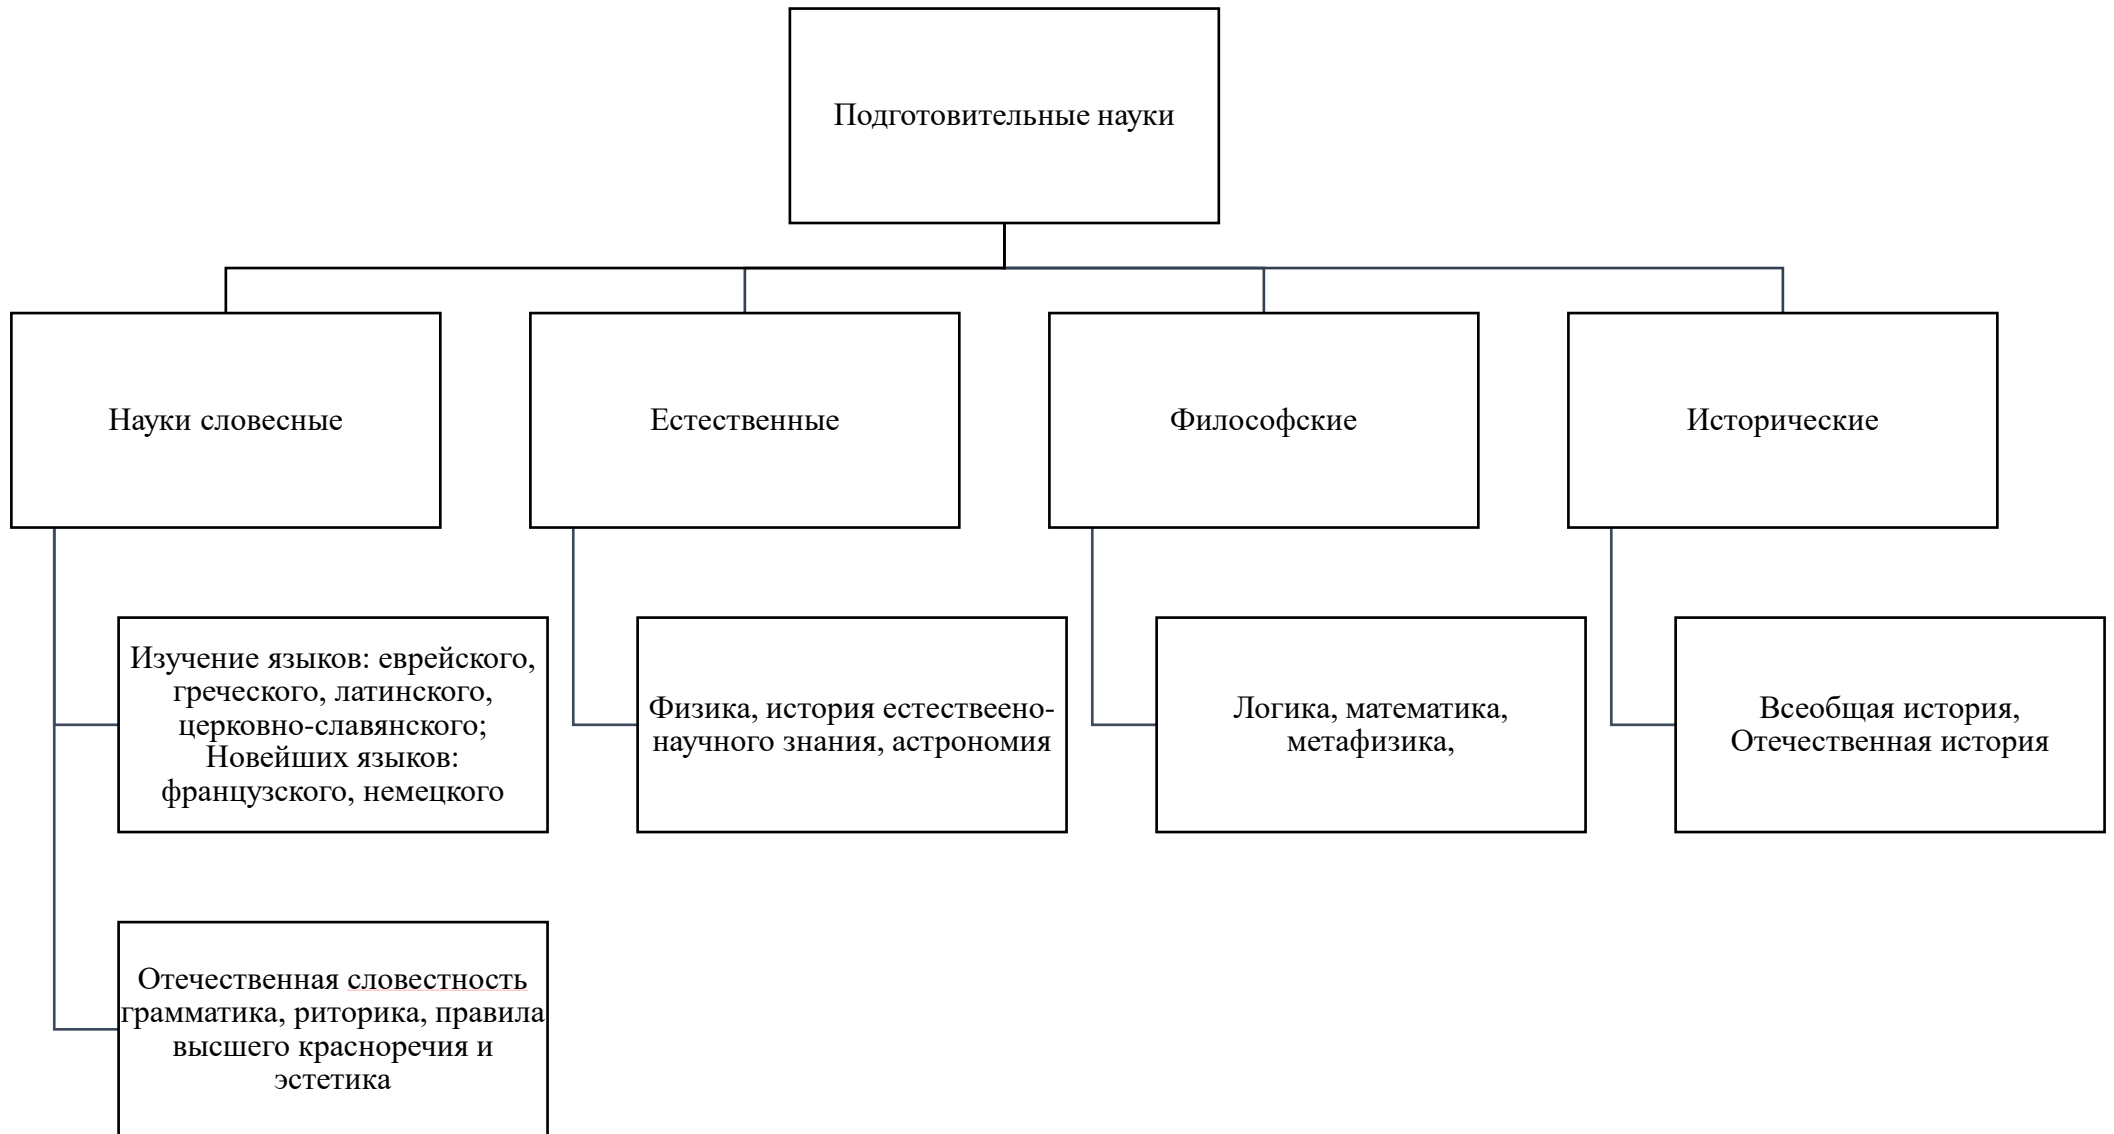 Подготовительные науки
Науки словесные
Естественные
Философские
Исторические
Изучение языков: еврейского,
греческого, латинского,
церковно-славянского;
Новейших языков:
французского, немецкого
Физика, история естествеено-
научного знания, астрономия
Логика, математика,
метафизика,
Всеобщая история,
Отечественная история
Отечественная словестность
грамматика, риторика, правила
высшего красноречия и
эстетика